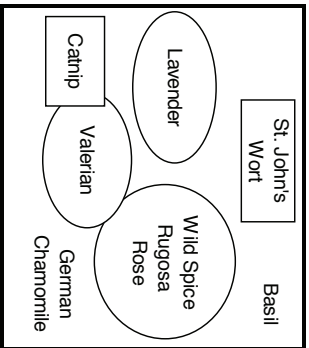 St. John's
Wort
Basil
Lavender
Wild Spice
Rugosa
Rose
Catnip
Valerian
German
Chamomile